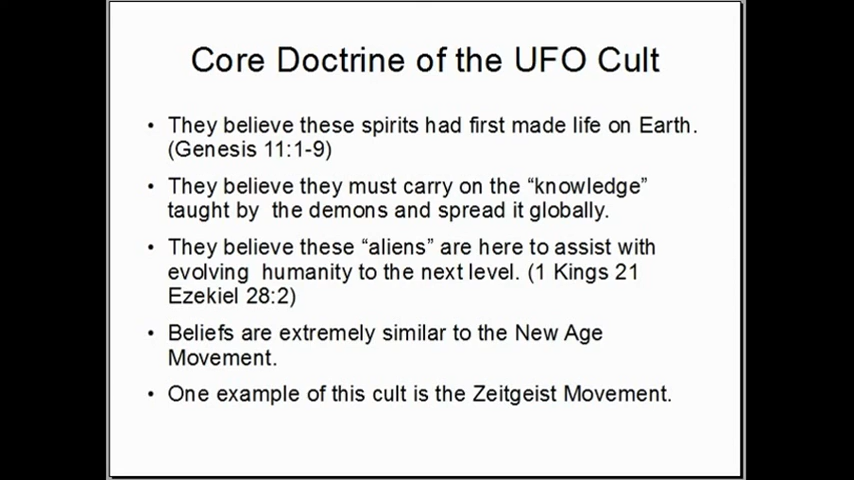 Core Doctrine of the UFO Cult
• They believe these spirits had first made life on Earth.
(Genesis 11:1-9)
• They believe they must carry on the “knowledge”
taught by the demons and spread it globally.
• They believe these “aliens” are here to assist with
evolving humanity to the next level. (1 Kings 21
Ezekiel 28:2)
• Beliefs are extremely similar to the New Age
Movement.
• One example of this cult is the Zeitgeist Movement.